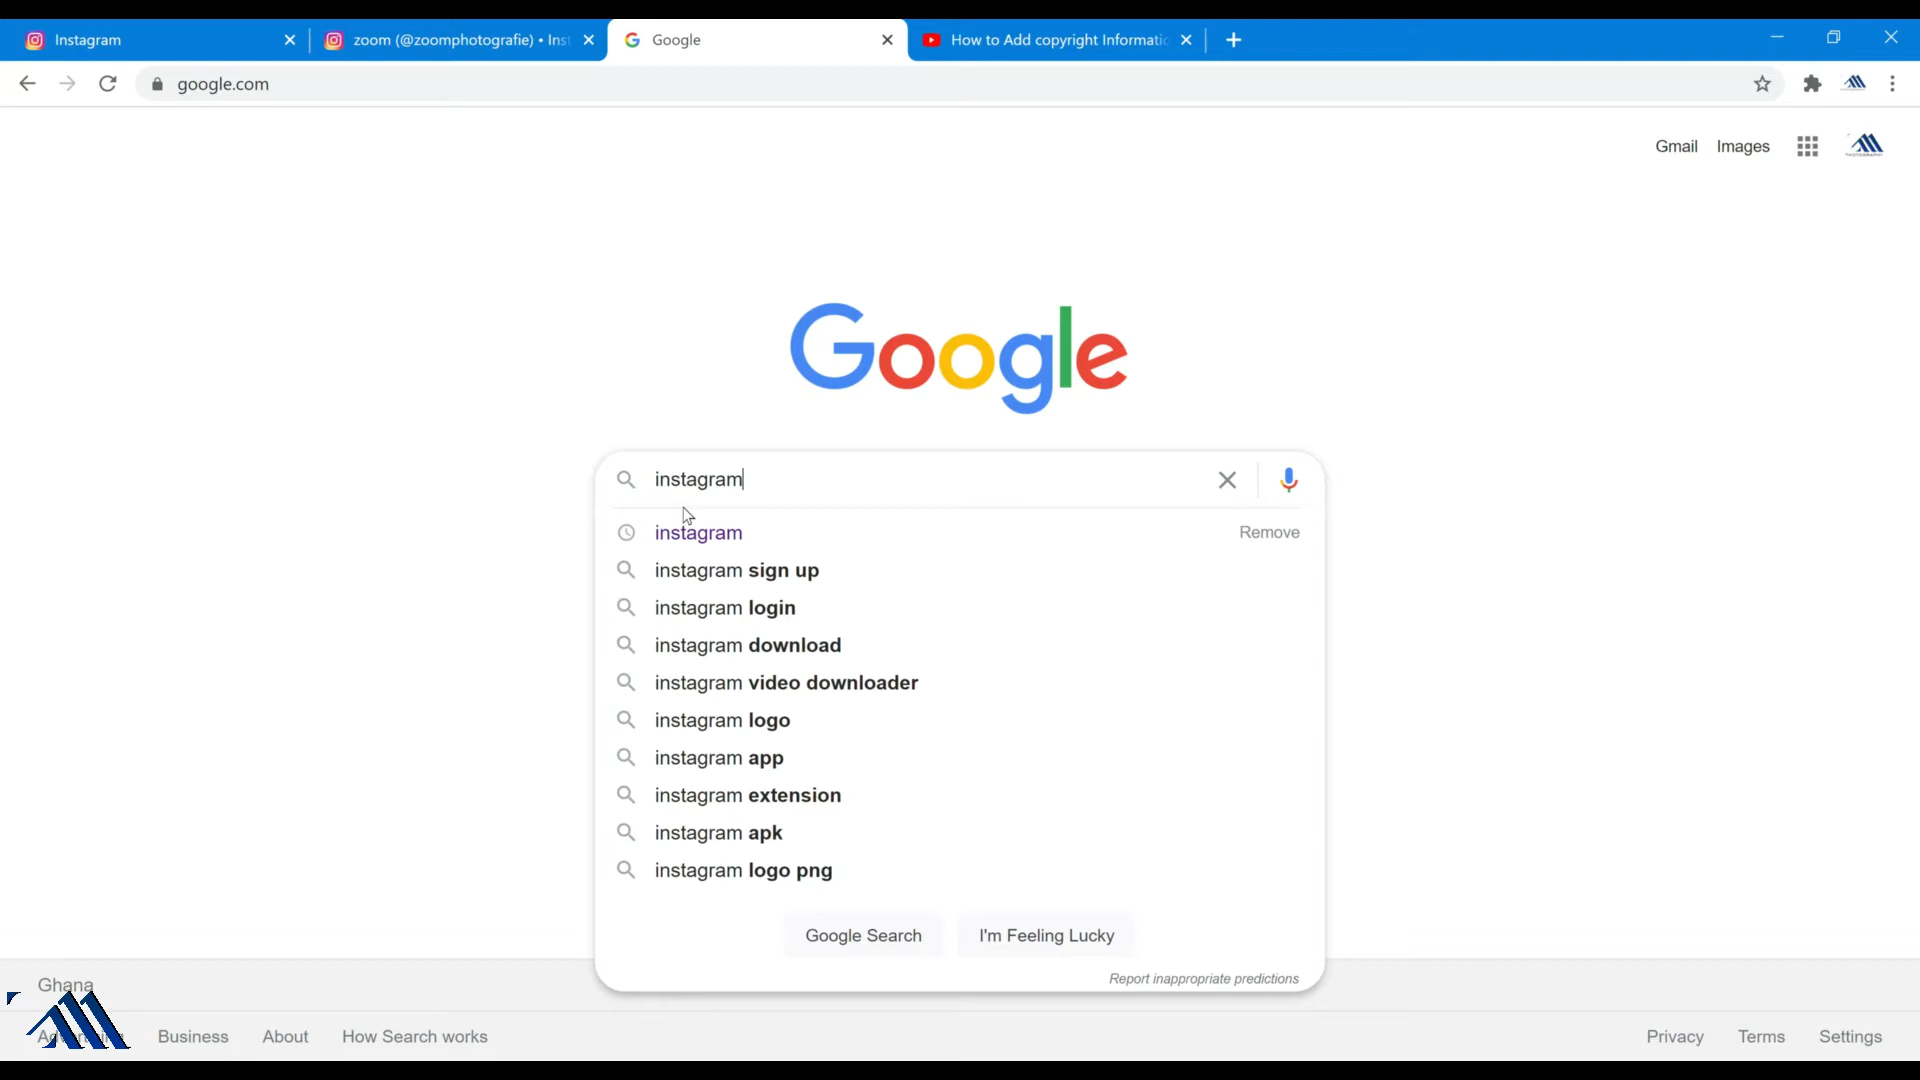 Instagram
zoom (@zoomphotografie) • Inst
Google
How to Add copyright Informatic
google.com
Gmail Images
Google
instagram
instagram Remove
instagram sign up
instagram login
instagram download
instagram video downloader
instagram logo
instagram app
instagram extension
instagram apk
instagram logo png
Google Search I'm Feeling Lucky
Report inappropriate predictions
Ghana
Business About How Search works Privacy Terms Settings